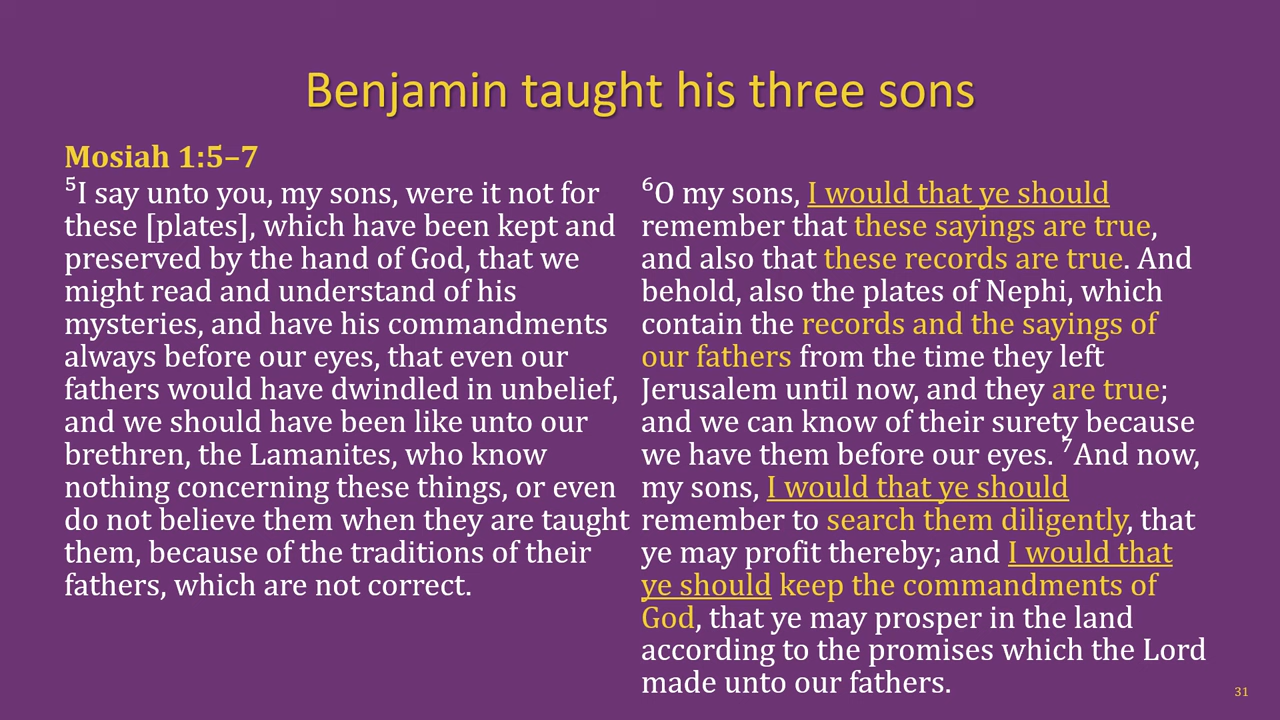 Benjamin taught his three sons
Mosiah 1:5–7
⁵I say unto you, my sons, were it not for
these [plates], which have been kept and
preserved by the hand of God, that we
might read and understand of his
mysteries, and have his commandments
always before our eyes, that even our
fathers would have dwindled in unbelief,
and we should have been like unto our
brethren, the Lamanites, who know
nothing concerning these things, or even
do not believe them when they are taught
them, because of the traditions of their
fathers, which are not correct.
⁶O my sons, I would that ye should
remember that these sayings are true,
and also that these records are true. And
behold, also the plates of Nephi, which
contain the records and the sayings of
our fathers from the time they left
Jerusalem until now, and they are true;
and we can know of their surety because
we have them before our eyes. ⁷And now,
my sons, I would that ye should
remember to search them diligently, that
ye may profit thereby; and I would that
ye should keep the commandments of
God, that ye may prosper in the land
according to the promises which the Lord
made unto our fathers.
31